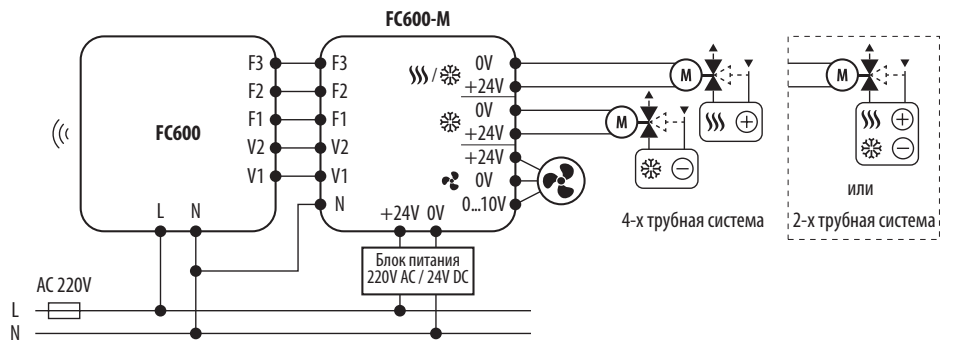 FC600-M
F3
F2
F1
V2
V1
L N
FC600
F3
F2
F1
V2
V1
N
0V
+24V
0V
+24V
+24V
0V
0...10V
+24V 0V
Блок питания
220V AC / 24V DC
AC 220V
L
N
M
M
4-х трубная система
M
или
2-х трубная система